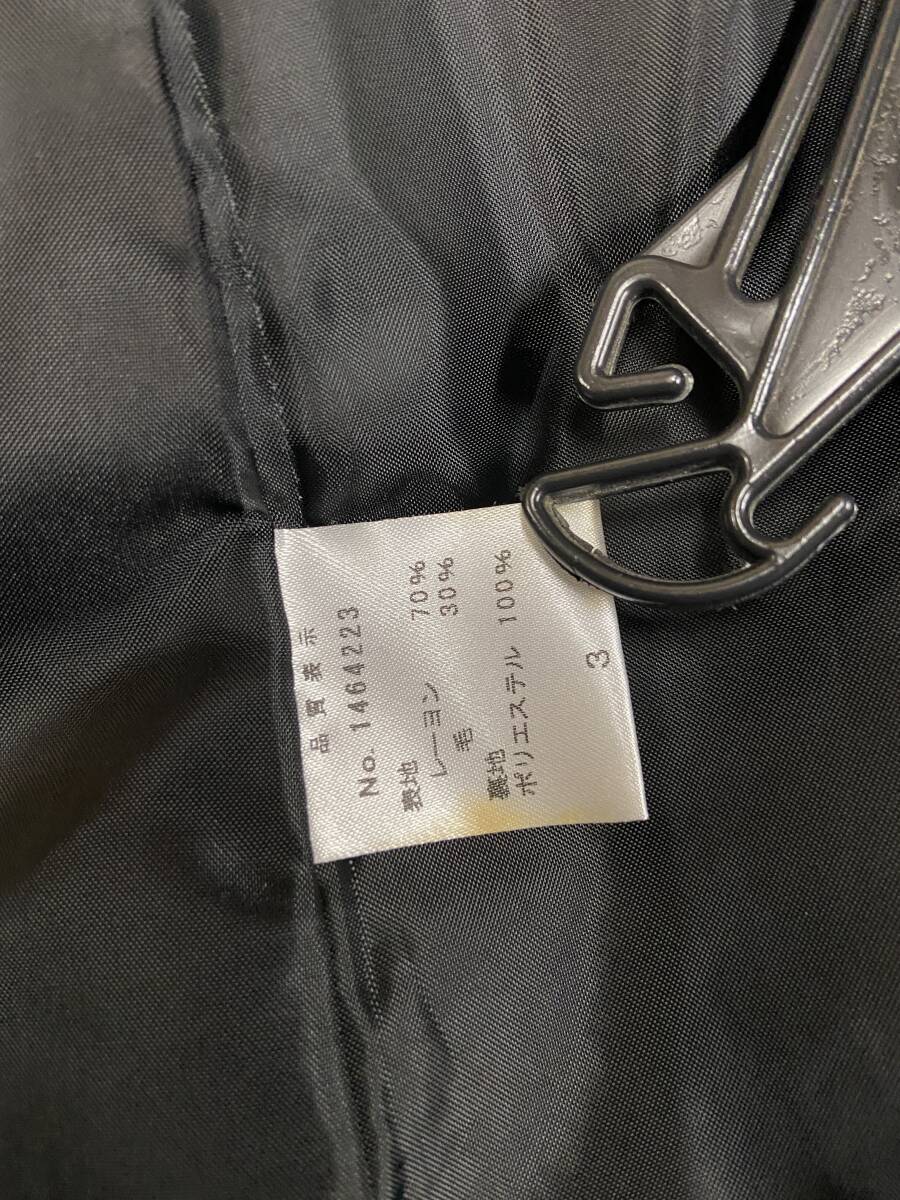 品質表示
No. 1464223
表地
レーヨン 70%
毛 30%
裏地
ポリエステル 100%
3